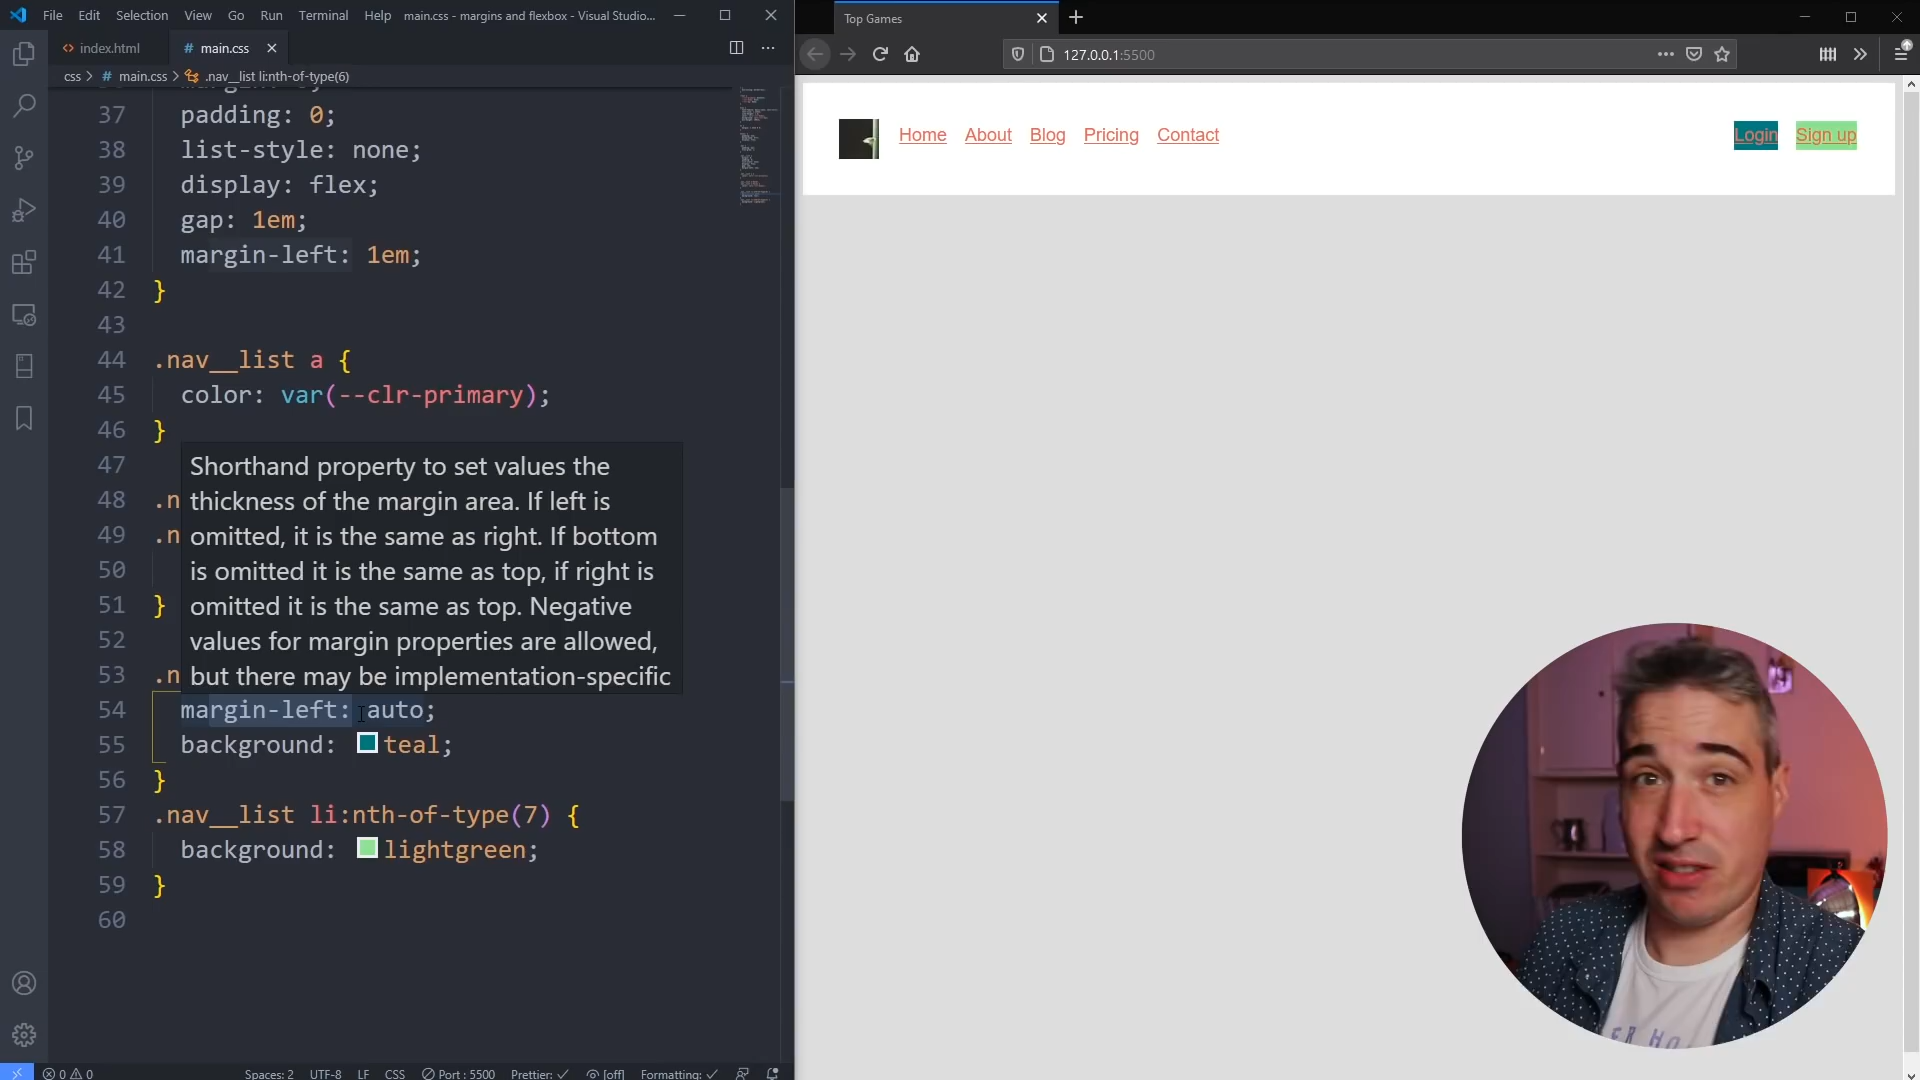 File Edit Selection View Go Run Terminal Help main.css - margins and flexbox - Visual Studio...
index.html
main.css
css > # main.css > .nav__list li:nth-of-type(6)
37 padding: 0;
38 list-style: none;
39 display: flex;
40 gap: 1em;
41 margin-left: 1em;
42 }
43
44 .nav__list a {
45 color: var(--clr-primary);
46 }
47
48 .n
49 .n
50
51 }
52
53 .n
Shorthand property to set values the
thickness of the margin area. If left is
omitted, it is the same as right. If bottom
is omitted it is the same as top, if right is
omitted it is the same as top. Negative
values for margin properties are allowed,
but there may be implementation-specific
54 margin-left: auto;
55 background: teal;
56 }
57 .nav__list li:nth-of-type(7) {
58 background: lightgreen;
59 }
60
0 0 Spaces: 2 UTF-8 LF CSS Port : 5500 Prettier: ✓ [off] Formatting: ✓
Top Games
127.0.0.1:5500
Home About Blog Pricing Contact Login Sign up